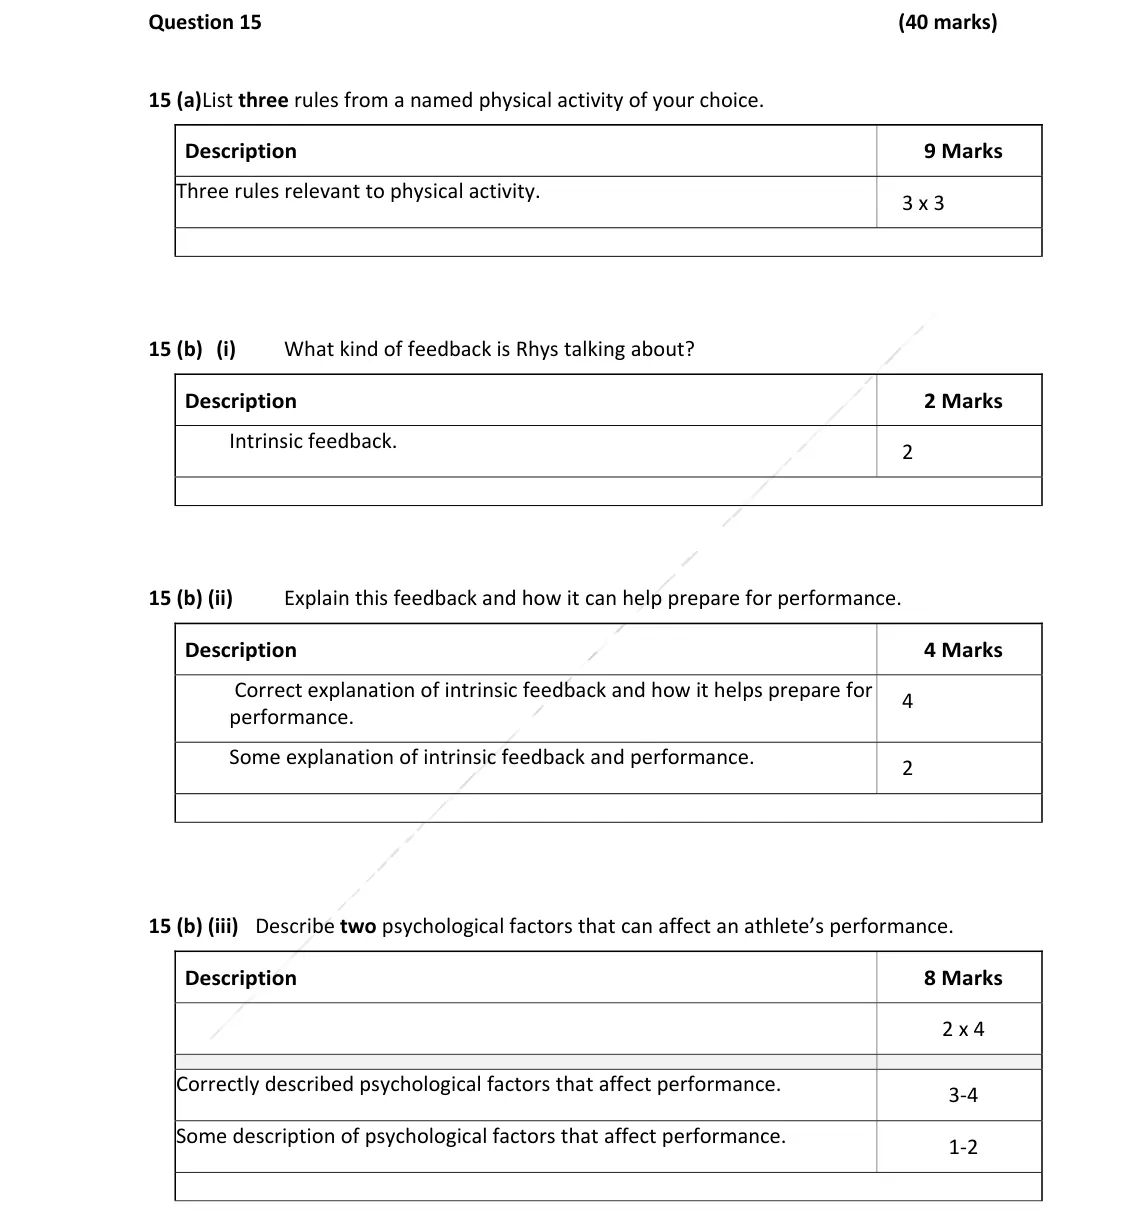 Question 15 (40 marks)
15 (a)List three rules from a named physical activity of your choice.
Description 9 Marks
Three rules relevant to physical activity. 3 x 3
15 (b) (i) What kind of feedback is Rhys talking about?
Description 2 Marks
Intrinsic feedback. 2
15 (b) (ii) Explain this feedback and how it can help prepare for performance.
Description 4 Marks
Correct explanation of intrinsic feedback and how it helps prepare for
performance. 4
Some explanation of intrinsic feedback and performance. 2
15 (b) (iii) Describe two psychological factors that can affect an athlete’s performance.
Description 8 Marks
2 x 4
Correctly described psychological factors that affect performance. 3-4
Some description of psychological factors that affect performance. 1-2